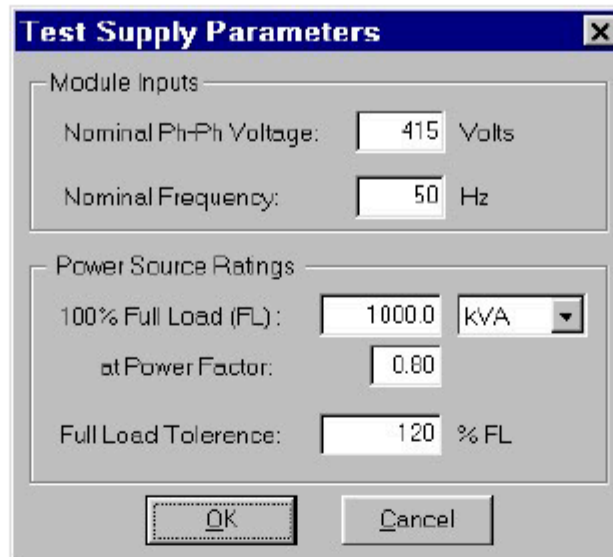 Test Supply Parameters
Module Inputs
Nominal Ph-Ph Voltage: 415 Volts
Nominal Frequency: 50 Hz
Power Source Ratings
100% Full Load (FL) : 1000.0 kVA
at Power Factor: 0.80
Full Load Tolerence: 120 % FL
OK Cancel